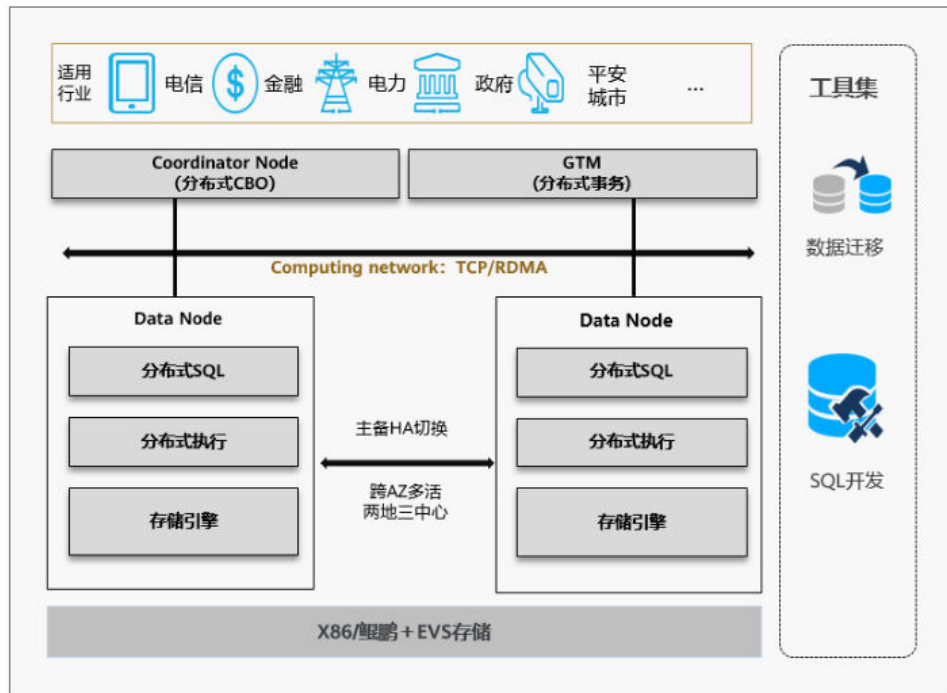 适用
行业
电信
金融
电力
政府
平安
城市
...
工具集
Coordinator Node
(分布式CBO)
GTM
(分布式事务)
Computing network：TCP/RDMA
数据迁移
Data Node
分布式SQL
分布式执行
存储引擎
主备HA切换
跨AZ多活
两地三中心
Data Node
分布式SQL
分布式执行
存储引擎
SQL开发
X86/鲲鹏＋EVS存储